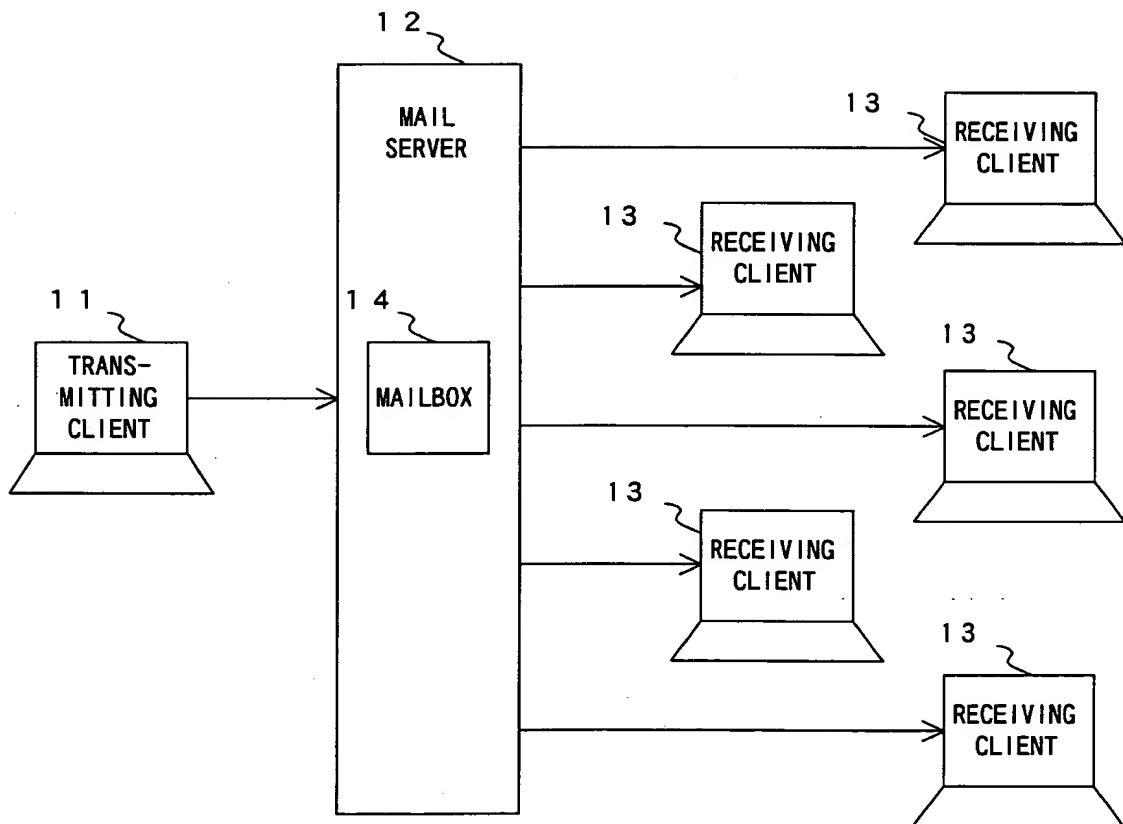 12
MAIL
SERVER
13
RECEIVING
CLIENT
13
RECEIVING
CLIENT
11
TRANS-
MITTING
CLIENT
14
MAILBOX
13
RECEIVING
CLIENT
13
RECEIVING
CLIENT
13
RECEIVING
CLIENT